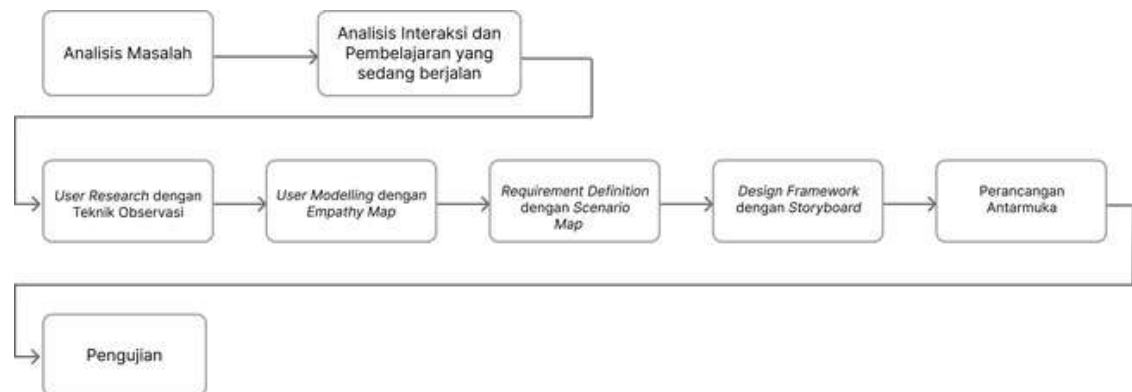 Analisis Masalah
Analisis Interaksi dan
Pembelajaran yang
sedang berjalan
User Research dengan
Teknik Observasi
User Modelling dengan
Empathy Map
Requirement Definition
dengan Scenario
Map
Design Framework
dengan Storyboard
Perancangan
Antarmuka
Pengujian